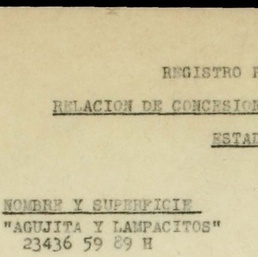 REGISTRO
RELACION DE CONCESION
ESTAD
NOMBRE Y SUPERFICIE
"AGUJITA Y LAMPACITOS"
23436 59 89 H